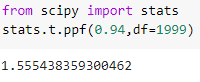 from scipy import stats
stats.t.ppf(0.94,df=1999)
1.555438359300462